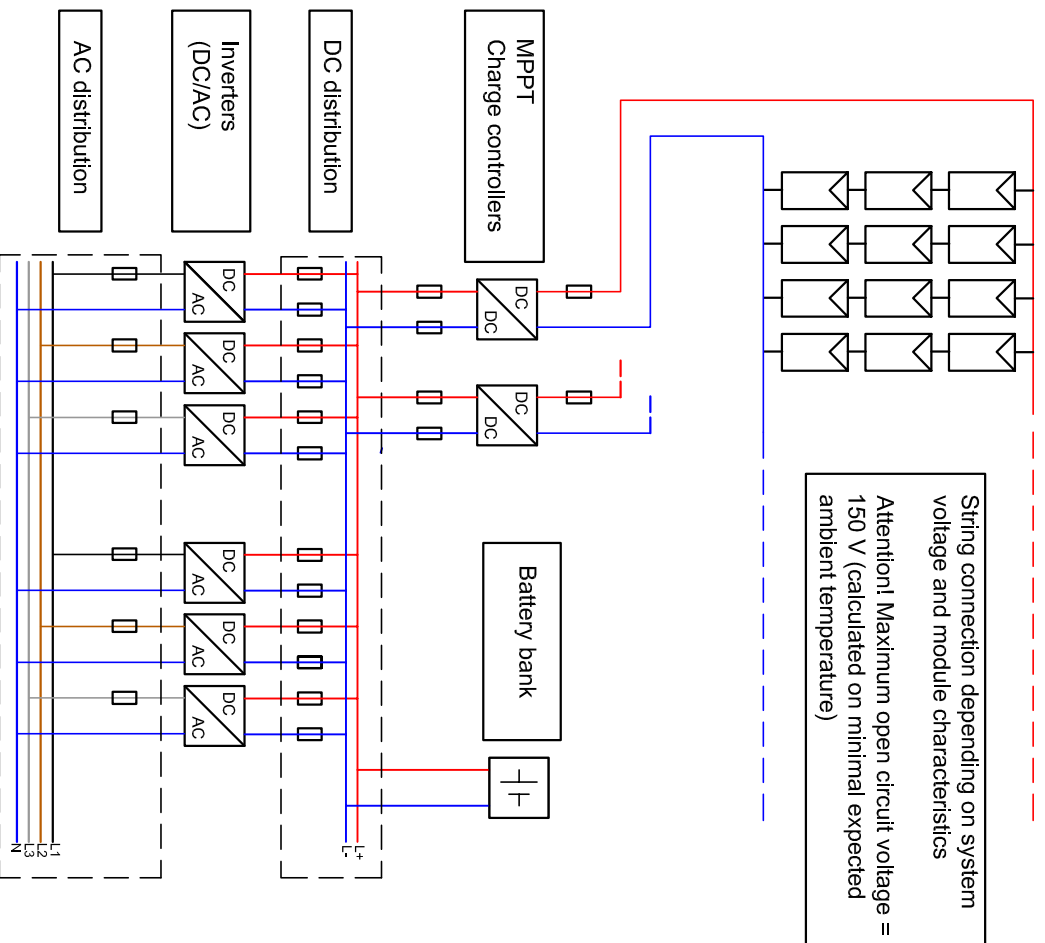 String connection depending on system
voltage and module characteristics
Attention! Maximum open circuit voltage =
150 V (calculated on minimal expected
ambient temperature)
MPPT
Charge controllers
DC
DC
DC
DC
Battery bank
DC distribution
L+
L-
Inverters
(DC/AC)
DC
AC
DC
AC
DC
AC
DC
AC
DC
AC
DC
AC
AC distribution
L1
L2
L3
N